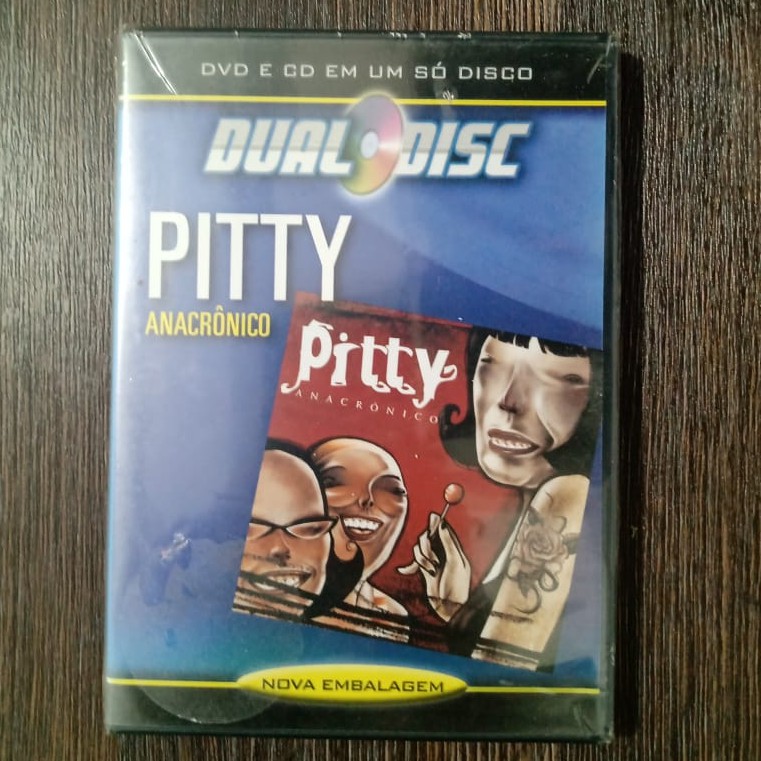 DVD E CD EM UM SÓ DISCO
DUAL DISC
PITTY
ANACRÔNICO
Pitty
ANACRÔNICO
NOVA EMBALAGEM